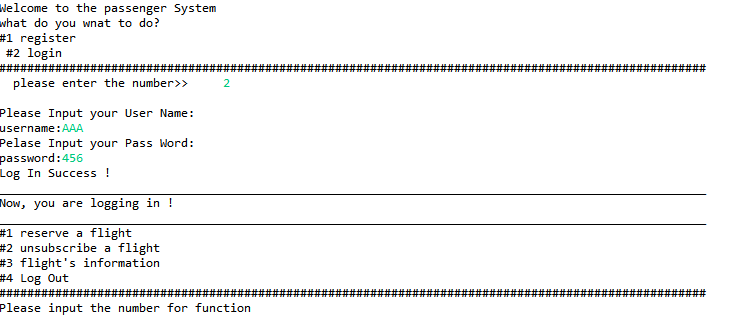 Welcome to the passenger System
what do you wnat to do?
#1 register
 #2 login
#####################################################################################################
  please enter the number>>     2

Please Input your User Name:
username:AAA
Pelase Input your Pass Word:
password:456
Log In Success !
_____________________________________________________________________________________________________
Now, you are logging in !
_____________________________________________________________________________________________________
#1 reserve a flight
#2 unsubscribe a flight
#3 flight's information
#4 Log Out
#####################################################################################################
Please input the number for function